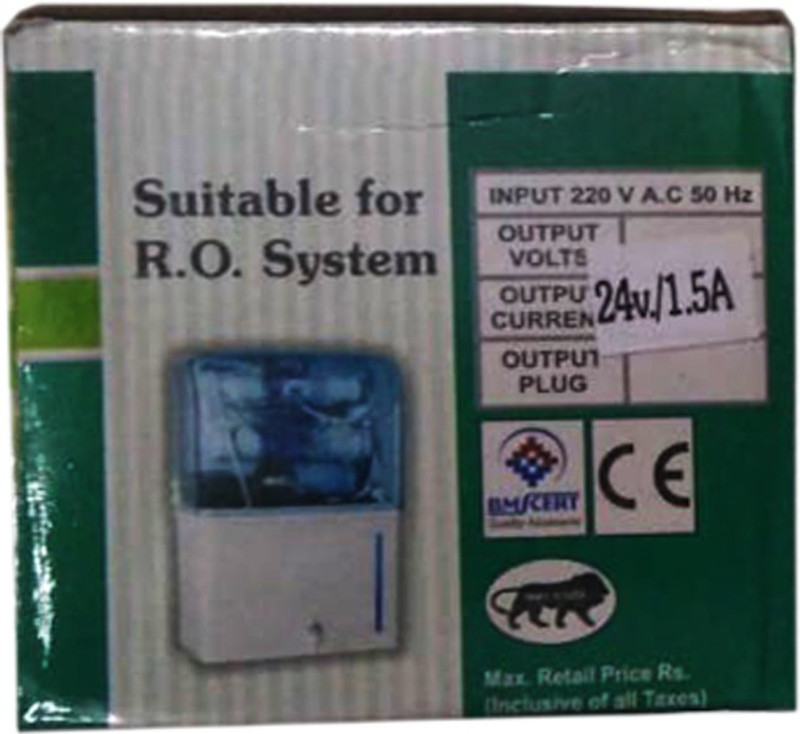 Suitable for
R.O. System
INPUT 220 V A.C 50 Hz
OUTPUT
VOLTS
OUTPU
CURREN
24v./1.5A
OUTPUT
PLUG
BMSCERT
CE
Max. Retail Price Rs.
(Inclusive of all Taxes)